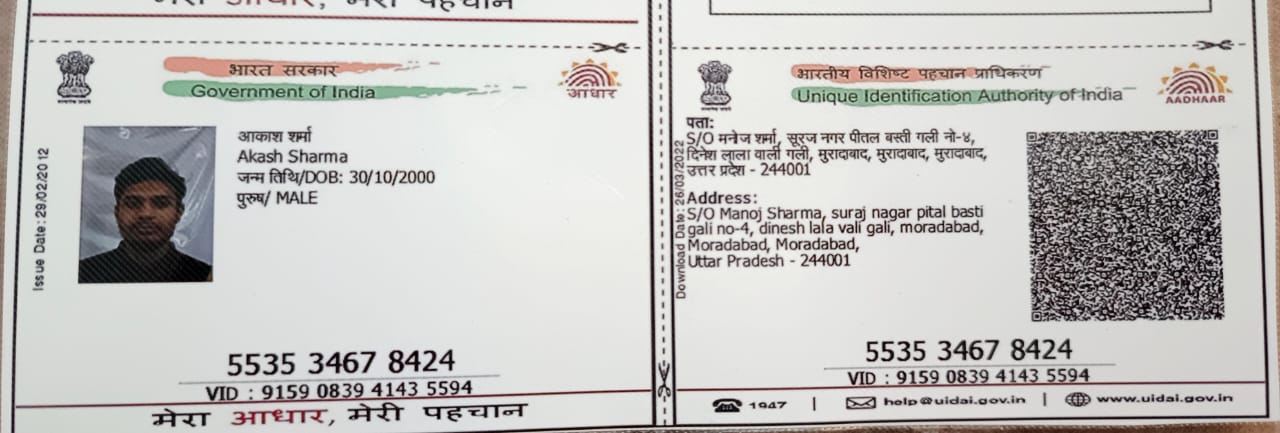 मेरा आधार, मेरी पहचान
भारत सरकार
Government of India
आधार
Issue Date: 29/02/2012
आकाश शर्मा
Akash Sharma
जन्म तिथि/DOB: 30/10/2000
पुरुष/ MALE
5535 3467 8424
VID : 9159 0839 4143 5594
मेरा आधार, मेरी पहचान
भारतीय विशिष्ट पहचान प्राधिकरण
Unique Identification Authority of India
AADHAAR
Download Date: 26/03/2022
पता:
S/O मनेज शर्मा, सूरज नगर पीतल बस्ती गली नो-४,
दिनेश लाला वाली गली, मुरादाबाद, मुरादाबाद, मुरादाबाद,
उत्तर प्रदेश - 244001
Address:
S/O Manoj Sharma, suraj nagar pital basti
gali no-4, dinesh lala vali gali, moradabad,
Moradabad, Moradabad,
Uttar Pradesh - 244001
5535 3467 8424
VID : 9159 0839 4143 5594
1947 | help@uidai.gov.in | www.uidai.gov.in